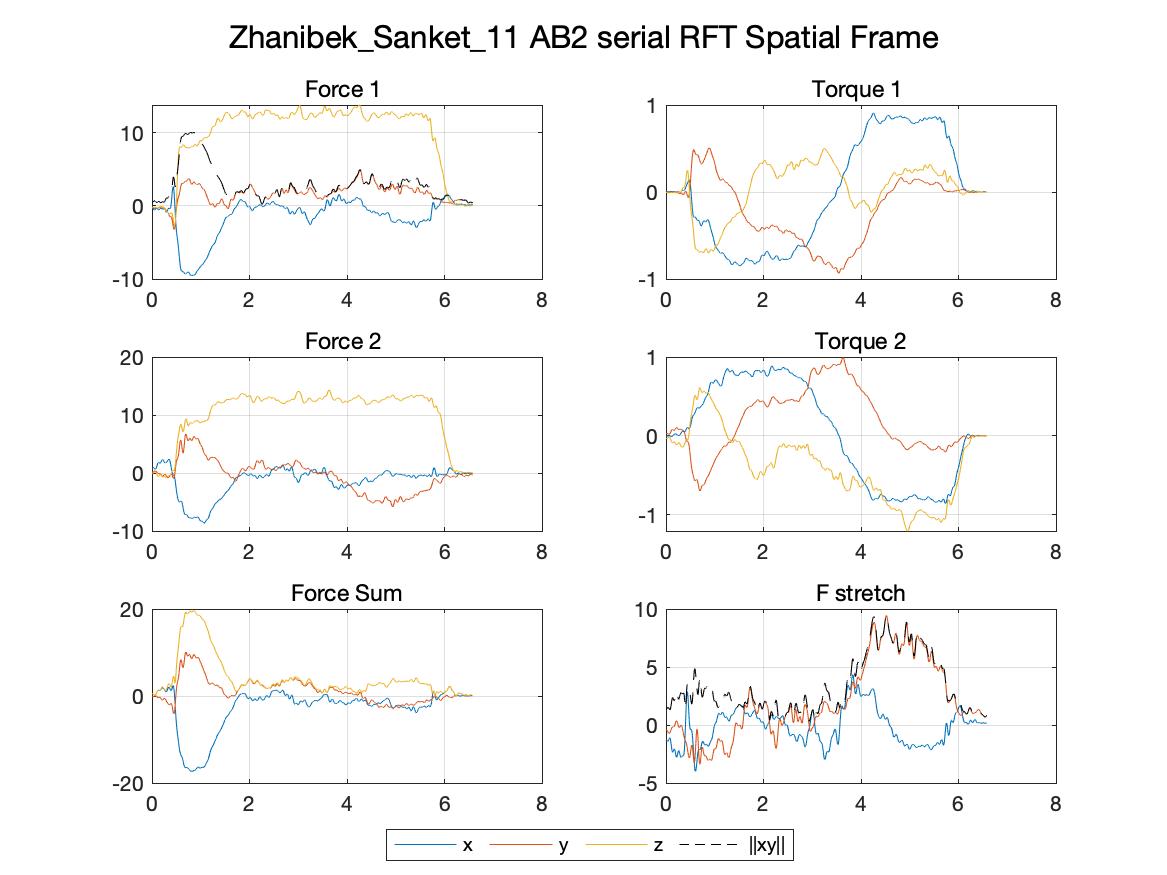 Zhanibek_Sanket_11 AB2 serial RFT Spatial Frame
Force 1
10
0
-10
0 2 4 6 8
Torque 1
1
0
-1
0 2 4 6 8
Force 2
20
10
0
-10
0 2 4 6 8
Torque 2
1
0
-1
0 2 4 6 8
Force Sum
20
0
-20
0 2 4 6 8
F stretch
10
5
0
-5
0 2 4 6 8
x y z ||xy||